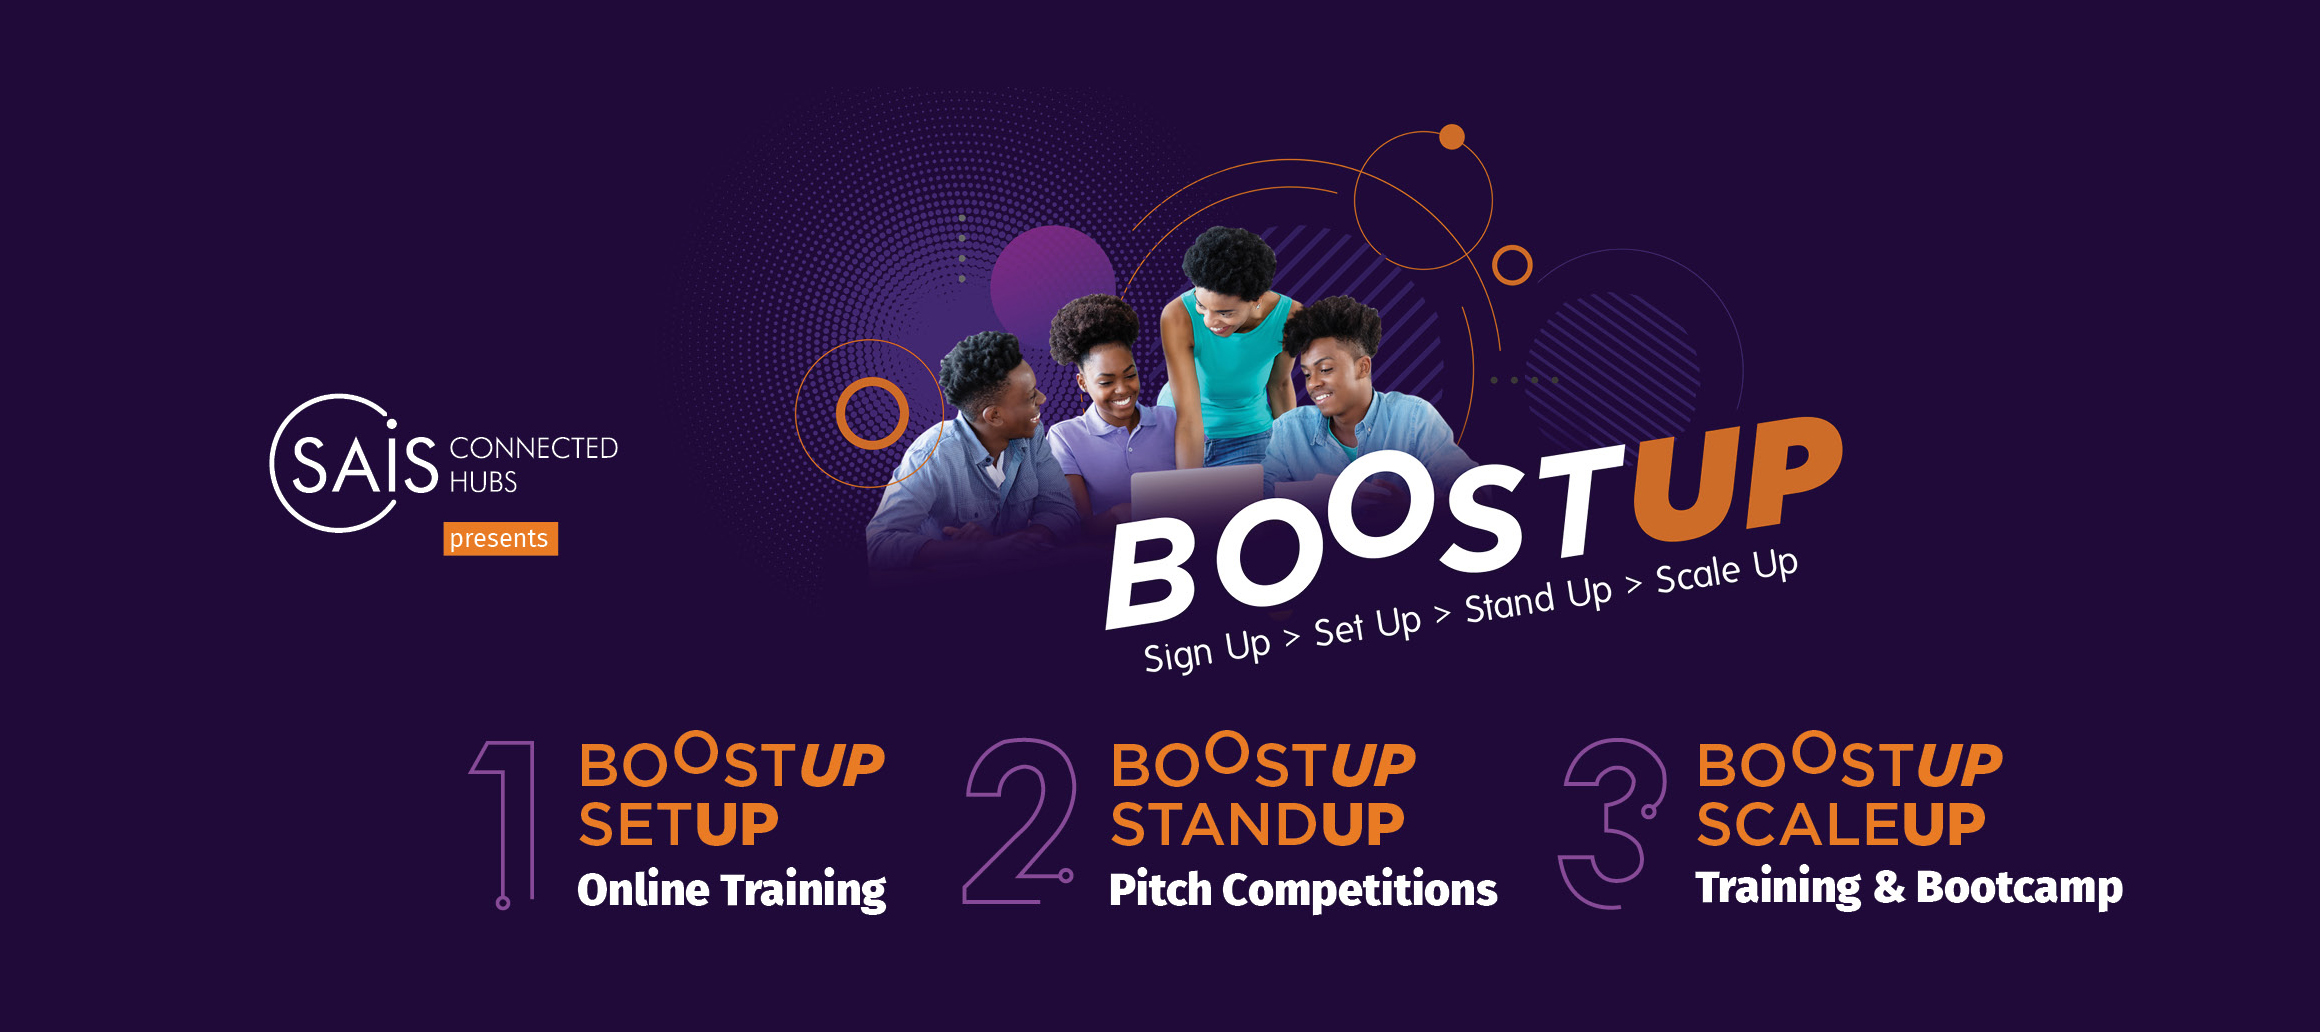 SAiS CONNECTED
HUBS
presents
BOOSTUP
Sign Up > Set Up > Stand Up > Scale Up
1
BOOSTUP
SETUP
Online Training
2
BOOSTUP
STANDUP
Pitch Competitions
3
BOOSTUP
SCALEUP
Training & Bootcamp